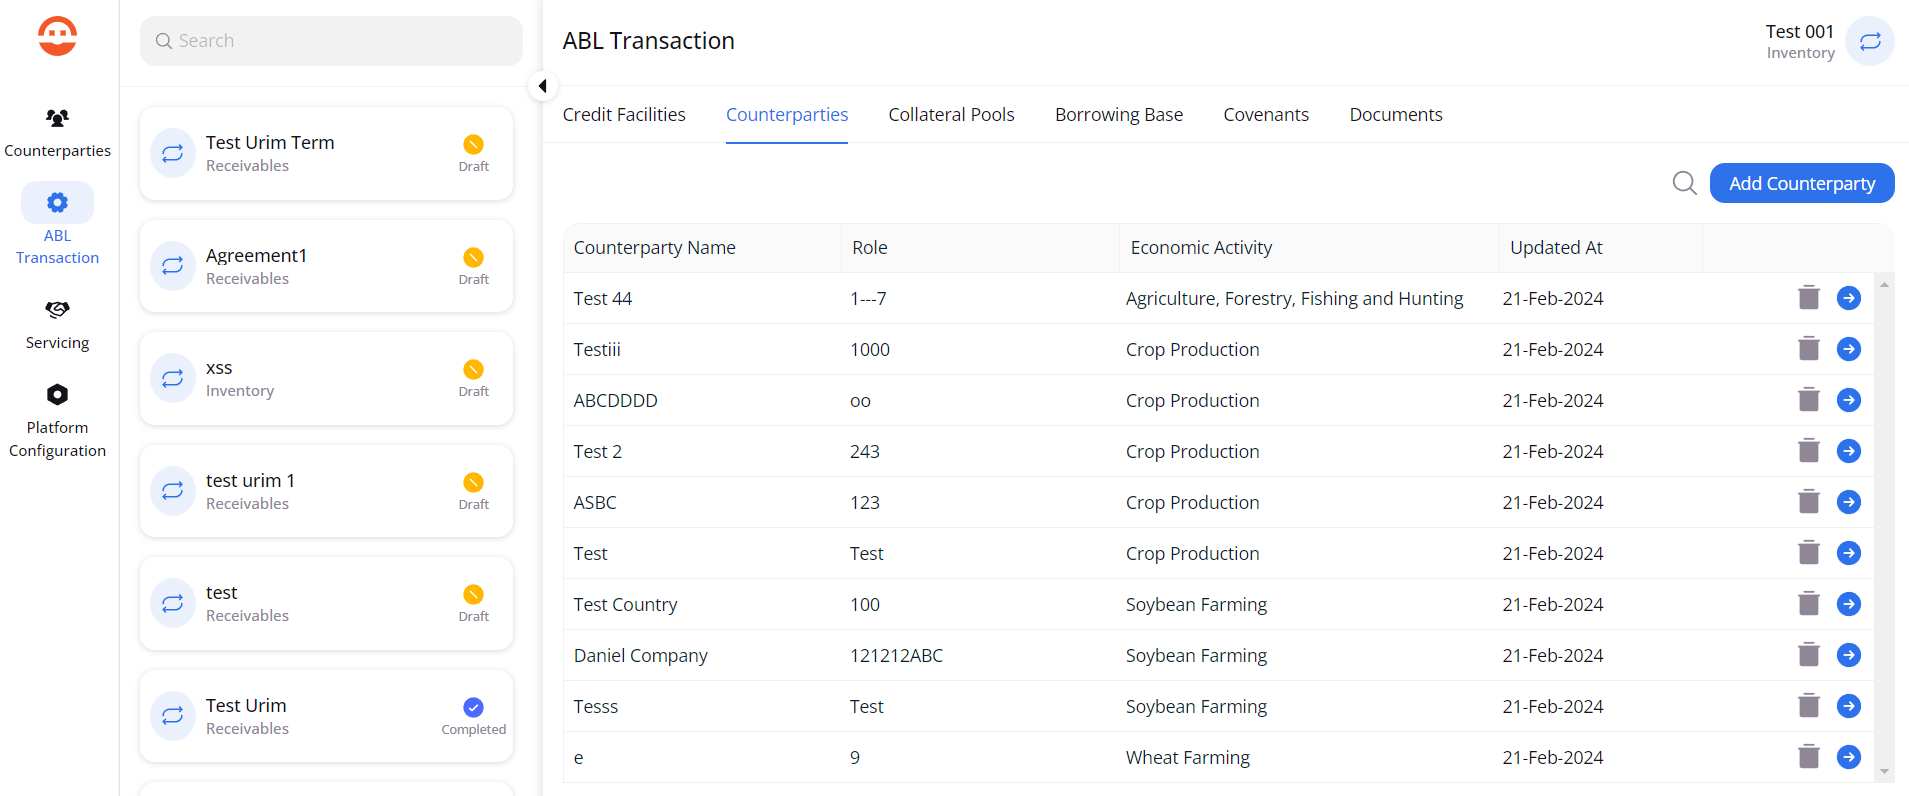 Counterparties
ABL
Transaction
Servicing
Platform
Configuration
Search
Test Urim Term
Receivables
Draft
Agreement1
Receivables
Draft
xss
Inventory
Draft
test urim 1
Receivables
Draft
test
Receivables
Draft
Test Urim
Receivables
Completed
ABL Transaction
Test 001
Inventory
Credit Facilities Counterparties Collateral Pools Borrowing Base Covenants Documents
Add Counterparty
Counterparty Name Role Economic Activity Updated At
Test 44 1---7 Agriculture, Forestry, Fishing and Hunting 21-Feb-2024
Testiii 1000 Crop Production 21-Feb-2024
ABCDDDD oo Crop Production 21-Feb-2024
Test 2 243 Crop Production 21-Feb-2024
ASBC 123 Crop Production 21-Feb-2024
Test Test Crop Production 21-Feb-2024
Test Country 100 Soybean Farming 21-Feb-2024
Daniel Company 121212ABC Soybean Farming 21-Feb-2024
Tesss Test Soybean Farming 21-Feb-2024
e 9 Wheat Farming 21-Feb-2024